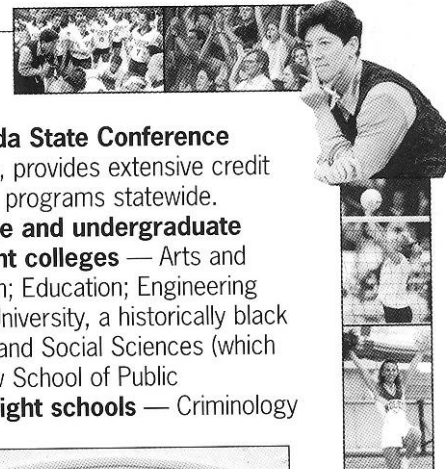 da State Conference
, provides extensive credit
programs statewide.
e and undergraduate
nt colleges — Arts and
n; Education; Engineering
University, a historically black
and Social Sciences (which
w School of Public
ight schools — Criminology